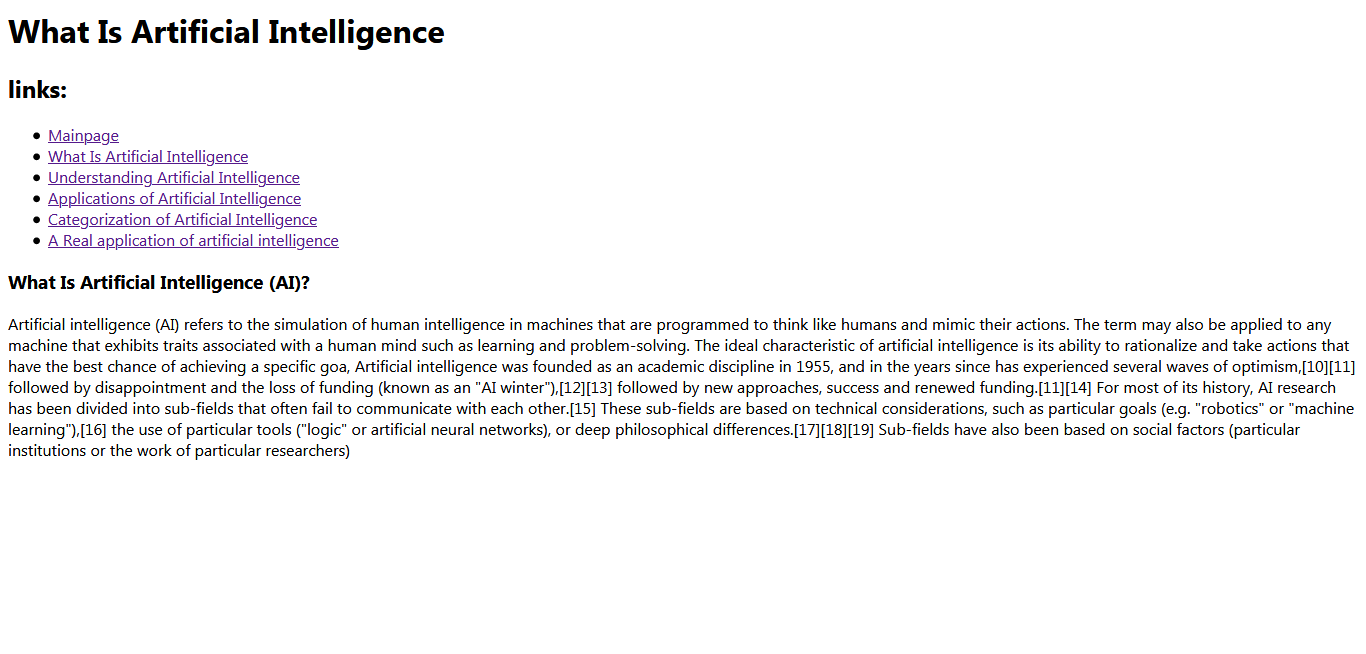 What Is Artificial Intelligence
links:
Mainpage
What Is Artificial Intelligence
Understanding Artificial Intelligence
Applications of Artificial Intelligence
Categorization of Artificial Intelligence
A Real application of artificial intelligence
What Is Artificial Intelligence (AI)?
Artificial intelligence (AI) refers to the simulation of human intelligence in machines that are programmed to think like humans and mimic their actions. The term may also be applied to any
machine that exhibits traits associated with a human mind such as learning and problem-solving. The ideal characteristic of artificial intelligence is its ability to rationalize and take actions that
have the best chance of achieving a specific goa, Artificial intelligence was founded as an academic discipline in 1955, and in the years since has experienced several waves of optimism,[10][11]
followed by disappointment and the loss of funding (known as an "AI winter"),[12][13] followed by new approaches, success and renewed funding.[11][14] For most of its history, AI research
has been divided into sub-fields that often fail to communicate with each other.[15] These sub-fields are based on technical considerations, such as particular goals (e.g. "robotics" or "machine
learning"),[16] the use of particular tools ("logic" or artificial neural networks), or deep philosophical differences.[17][18][19] Sub-fields have also been based on social factors (particular
institutions or the work of particular researchers)